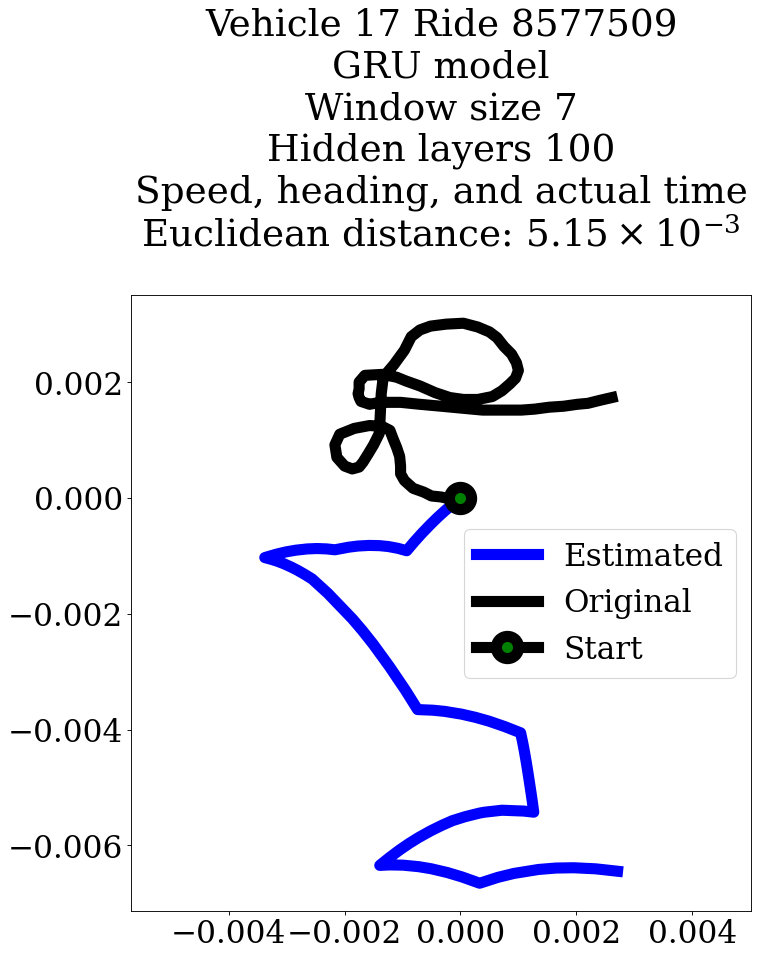 Vehicle 17 Ride 8577509
GRU model
Window size 7
Hidden layers 100
Speed, heading, and actual time
Euclidean distance: 5.15 × 10⁻³
0.002
0.000
−0.002
−0.004
−0.006
Estimated
Original
Start
−0.004 −0.002 0.000 0.002 0.004